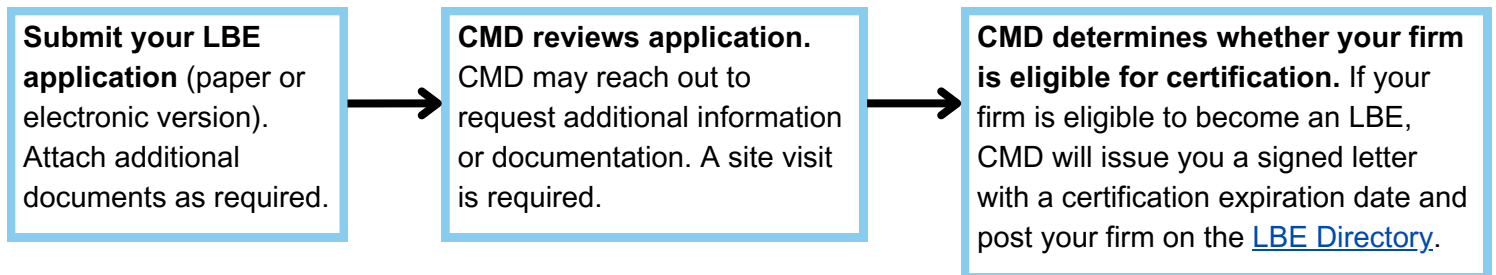 Submit your LBE
application (paper or
electronic version).
Attach additional
documents as required.
CMD reviews application.
CMD may reach out to
request additional information
or documentation. A site visit
is required.
CMD determines whether your firm
is eligible for certification. If your
firm is eligible to become an LBE,
CMD will issue you a signed letter
with a certification expiration date and
post your firm on the LBE Directory.